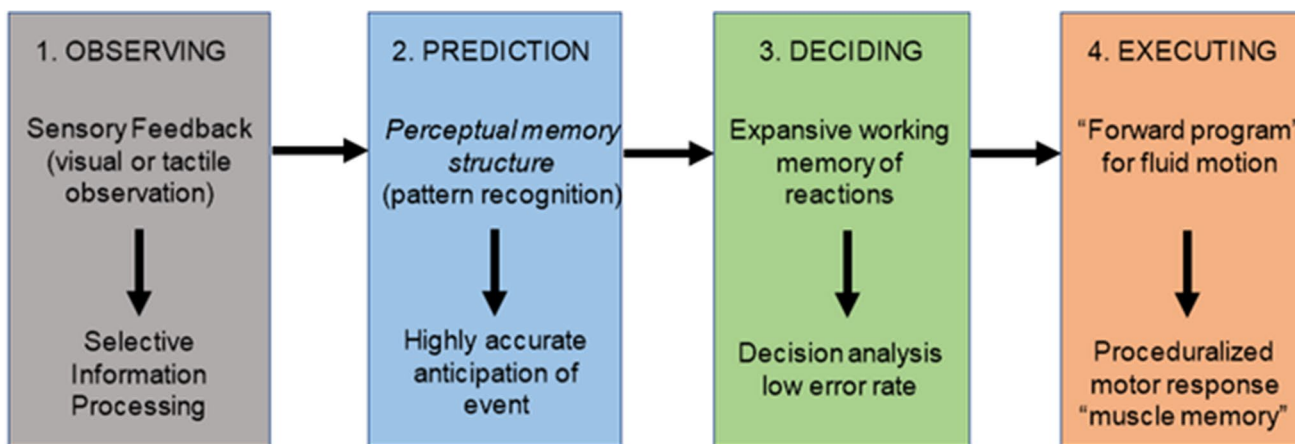 1. OBSERVING
Sensory Feedback
(visual or tactile
observation)
Selective
Information
Processing
2. PREDICTION
Perceptual memory
structure
(pattern recognition)
Highly accurate
anticipation of
event
3. DECIDING
Expansive working
memory of
reactions
Decision analysis
low error rate
4. EXECUTING
“Forward program”
for fluid motion
Proceduralized
motor response
“muscle memory”